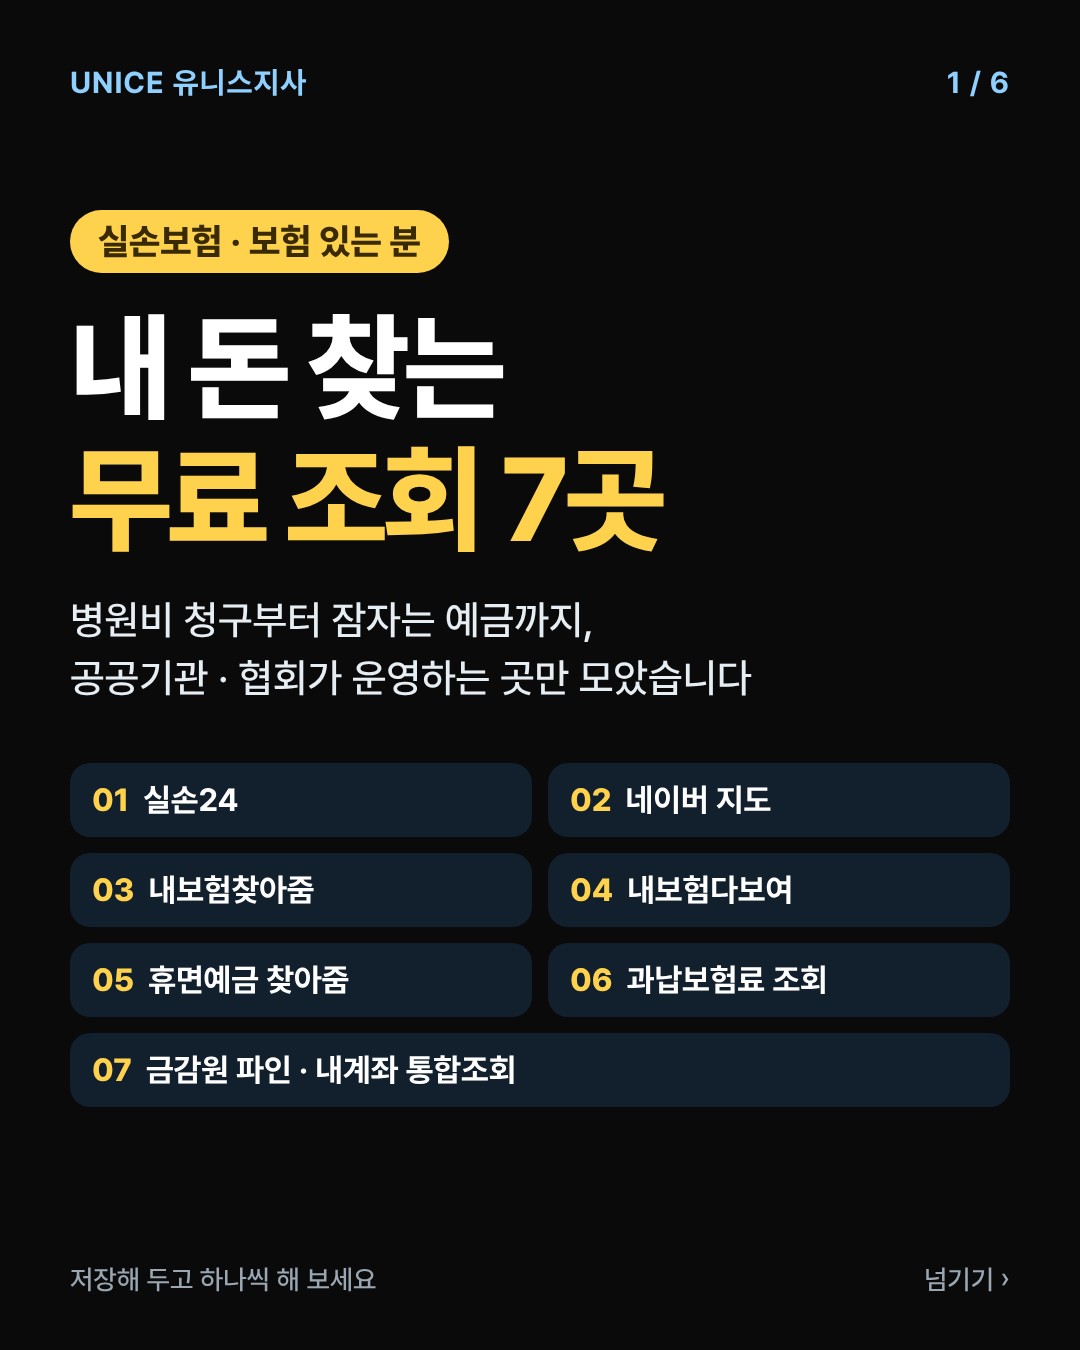 UNICE 유니스지사
1 / 6
실손보험 · 보험 있는 분
내 돈 찾는
무료 조회 7곳
병원비 청구부터 잠자는 예금까지,
공공기관 · 협회가 운영하는 곳만 모았습니다
01 실손24
02 네이버 지도
03 내보험찾아줌
04 내보험다보여
05 휴면예금 찾아줌
06 과납보험료 조회
07 금감원 파인 · 내계좌 통합조회
저장해 두고 하나씩 해 보세요
넘기기 ›